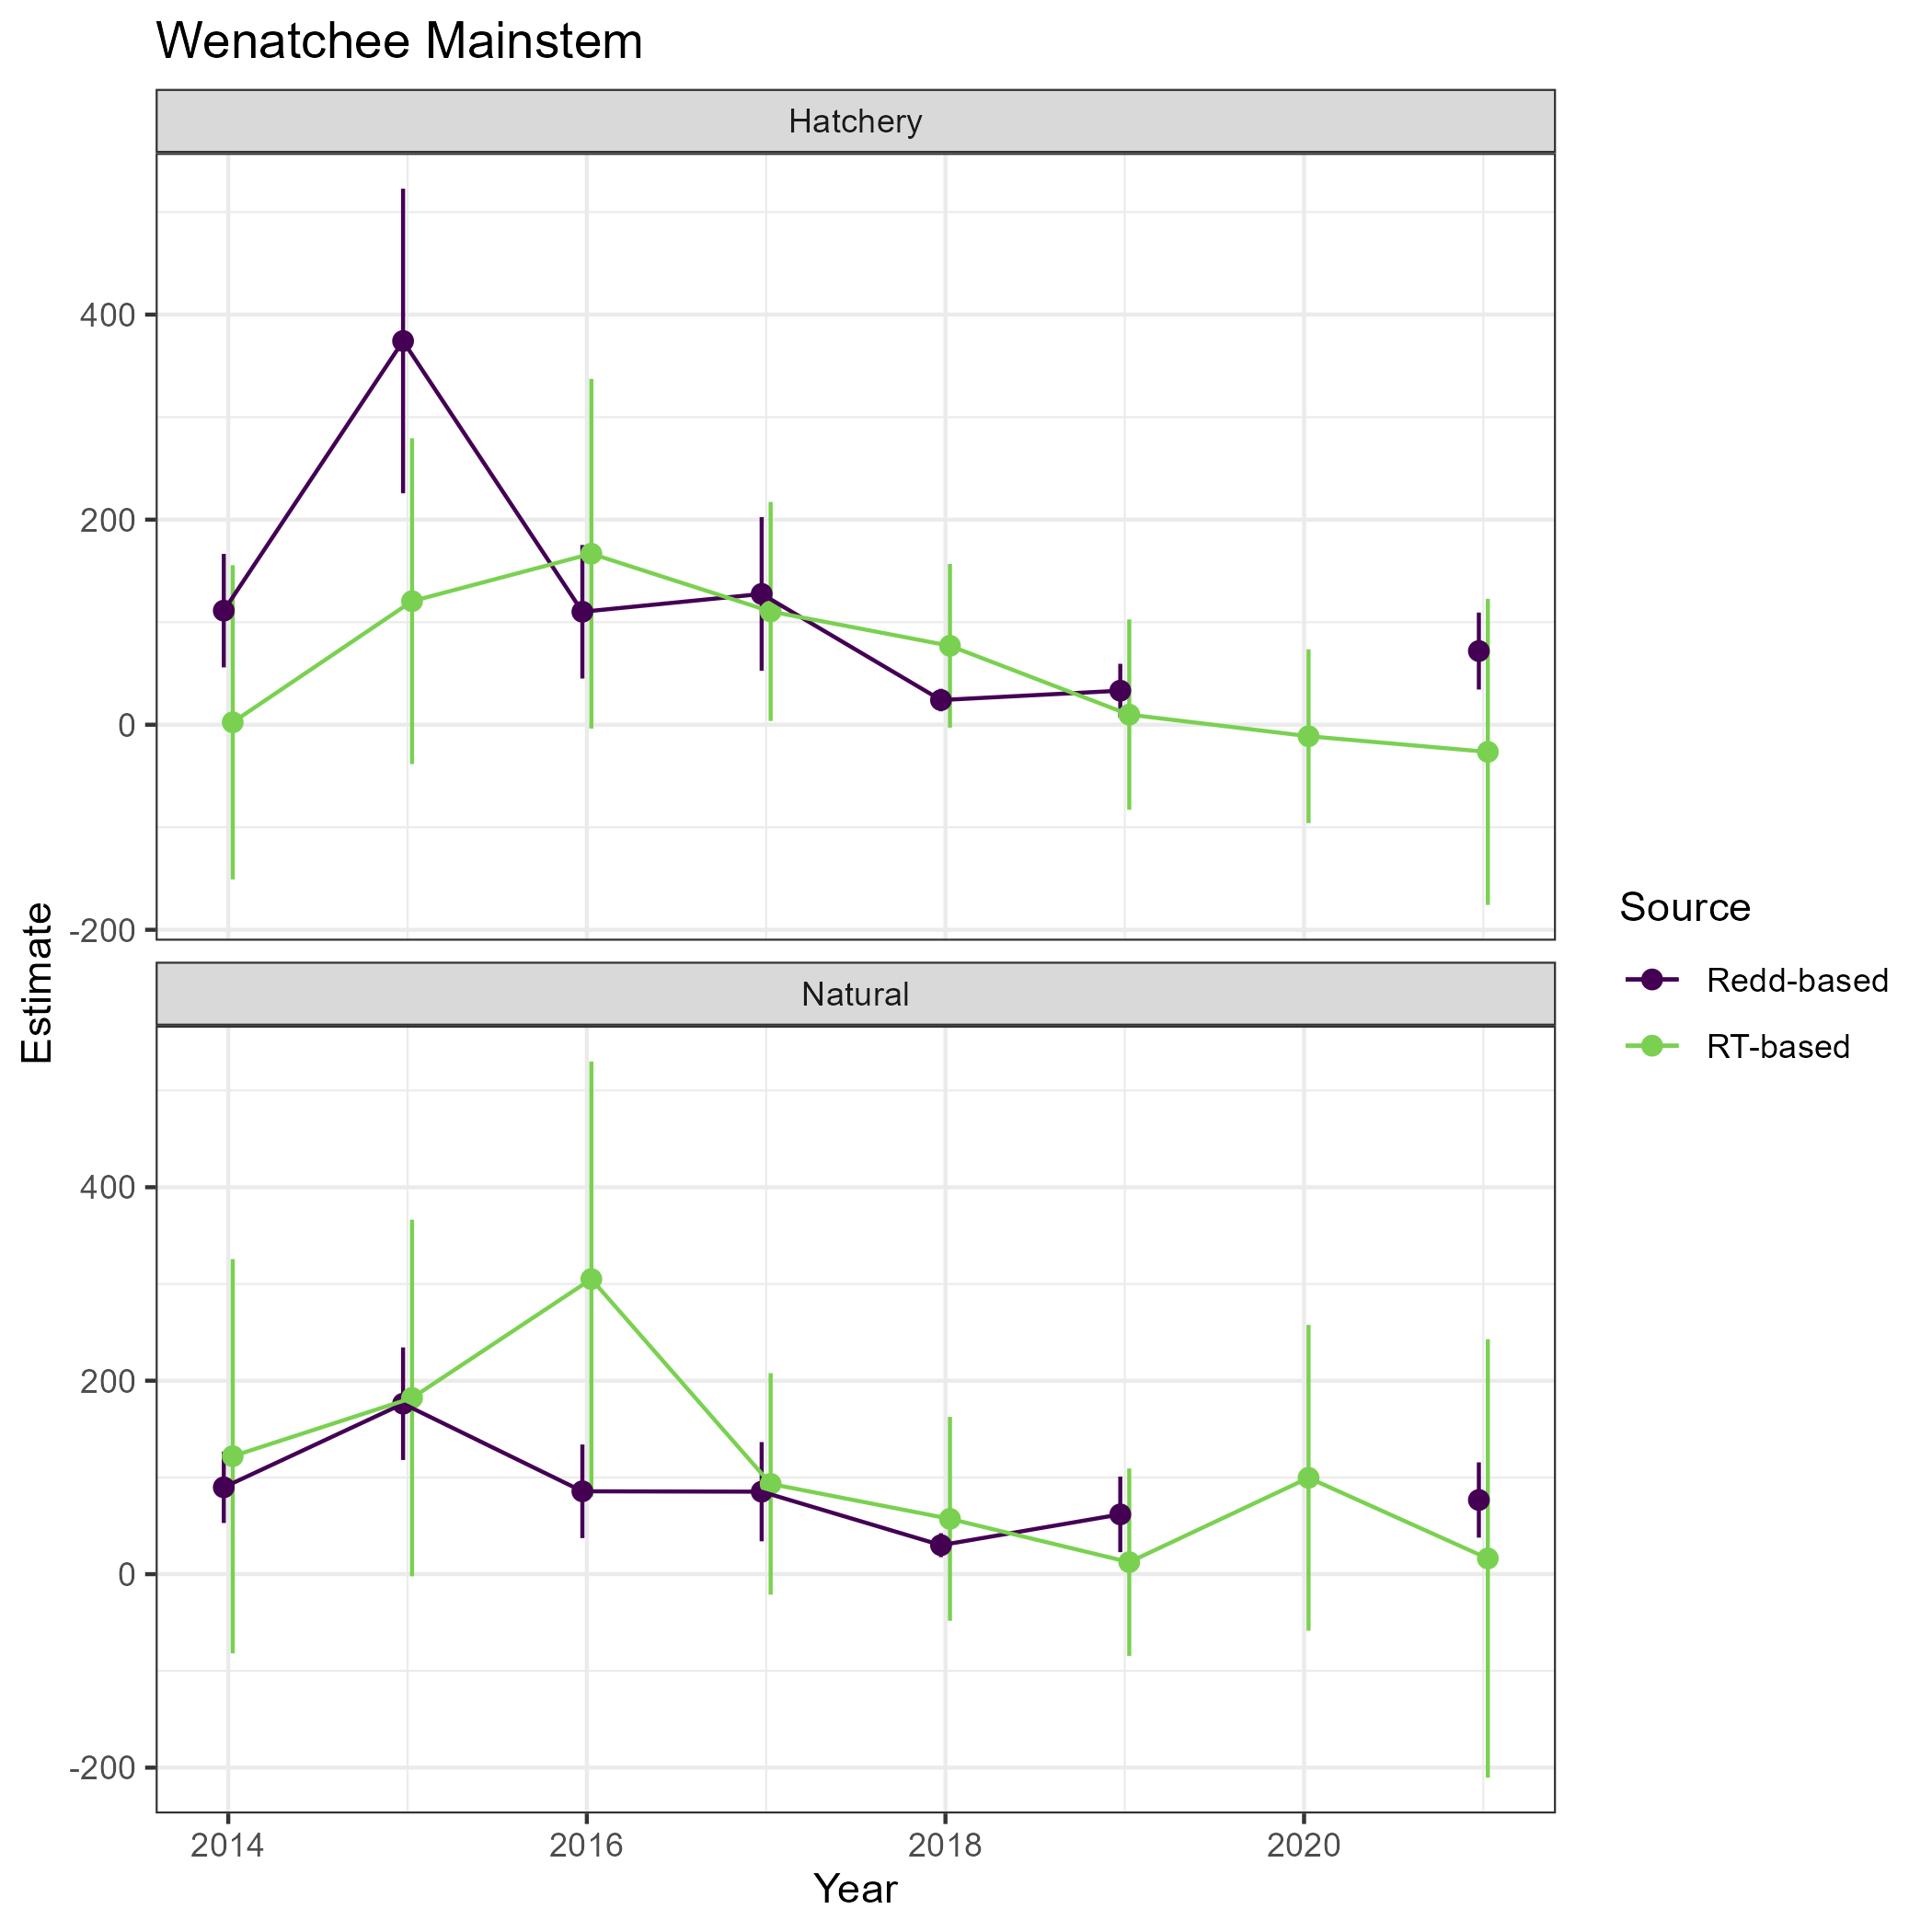 Wenatchee Mainstem
Hatchery
400
200
0
-200
Natural
400
200
0
-200
2014 2016 2018 2020
Year
Estimate
Source
Redd-based
RT-based